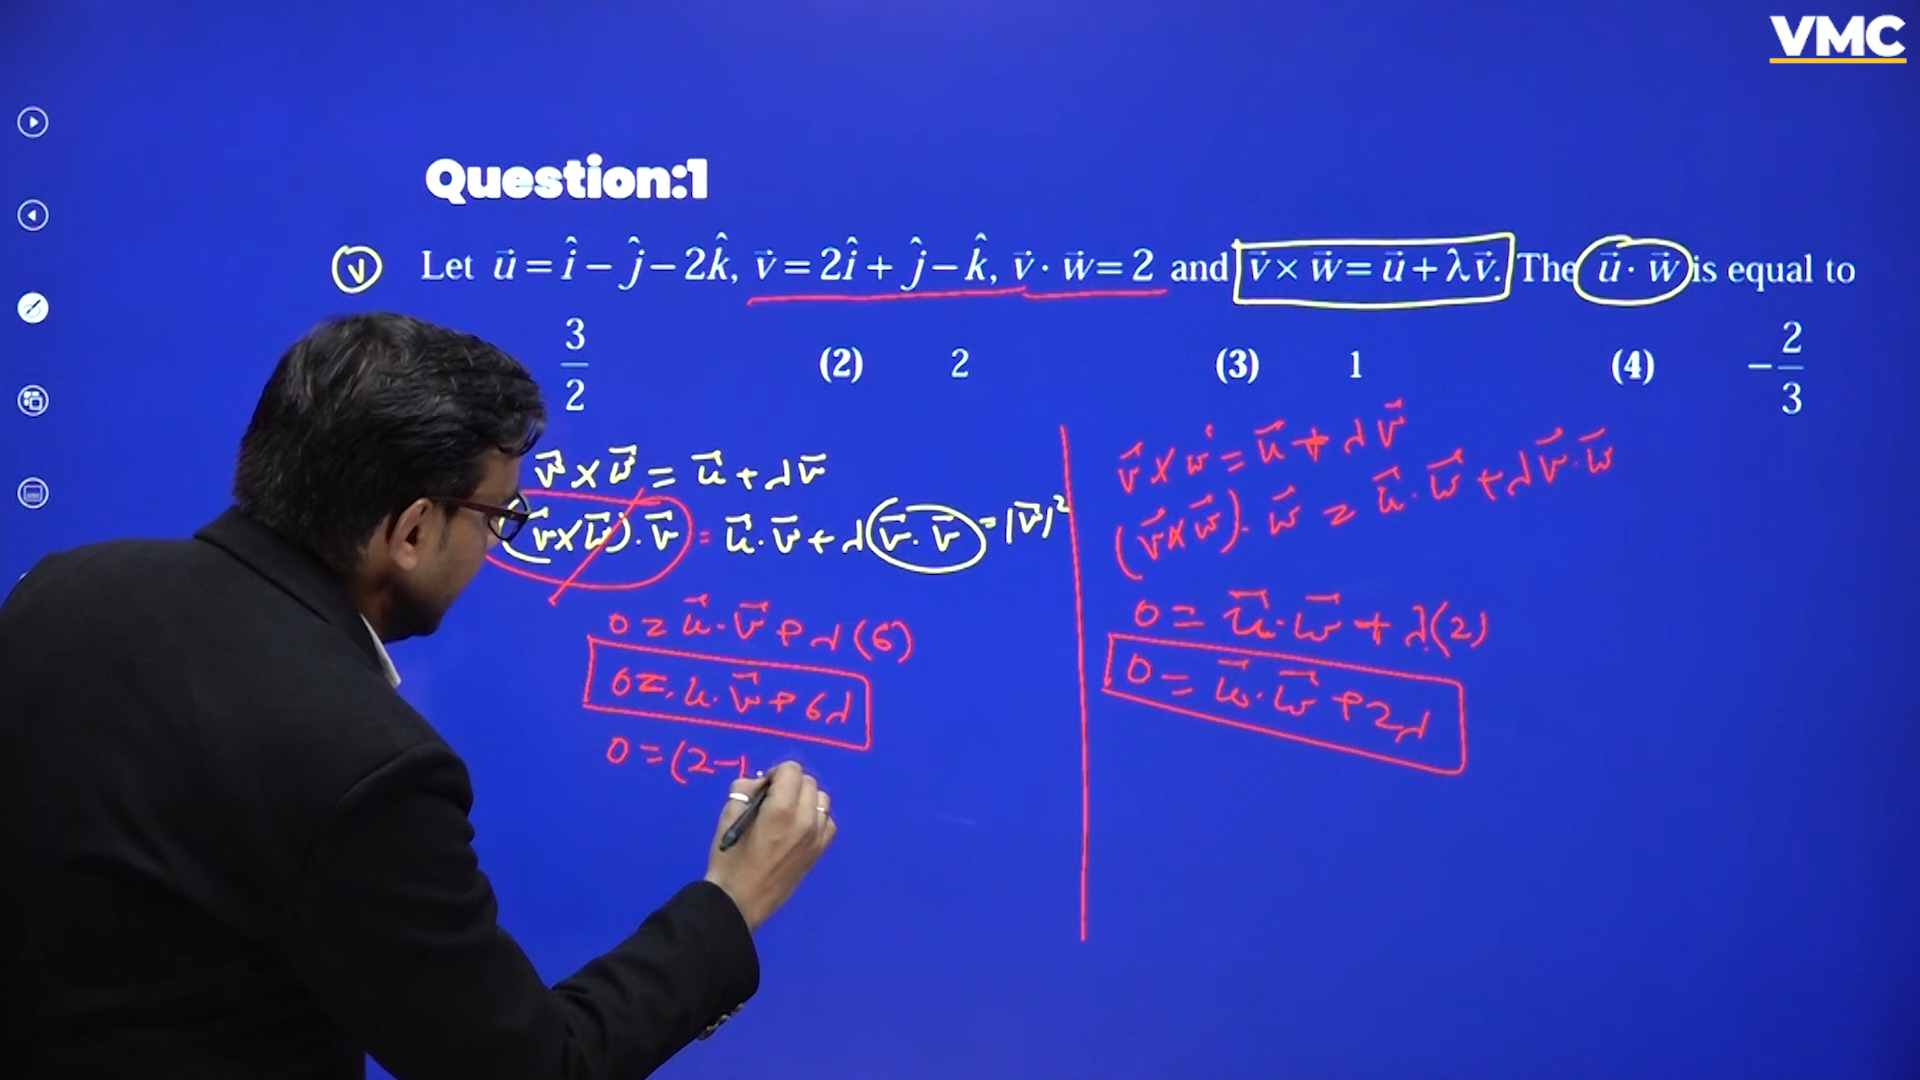 VMC
Question:1
v Let u⃗ = î − ĵ − 2k̂, v⃗ = 2î + ĵ − k̂, v⃗ · w⃗ = 2 and v⃗ × w⃗ = u⃗ + λv⃗. The u⃗ · w⃗ is equal to
3/2 (2) 2 (3) 1 (4) −2/3
v⃗ × w⃗ = u⃗ + λv⃗
(v⃗ × w⃗) · v⃗ = u⃗ · v⃗ + λ v⃗ · v⃗ = |v⃗|²
0 = u⃗ · v⃗ + λ(6)
0 = u · v⃗ + 6λ
0 = (2 − 1
v⃗ × w = u⃗ + λv⃗
(v⃗ × w⃗) · w⃗ = u⃗ · w⃗ + λv⃗ · w⃗
0 = u⃗ · w⃗ + λ(2)
0 = u⃗ · w⃗ + 2λ